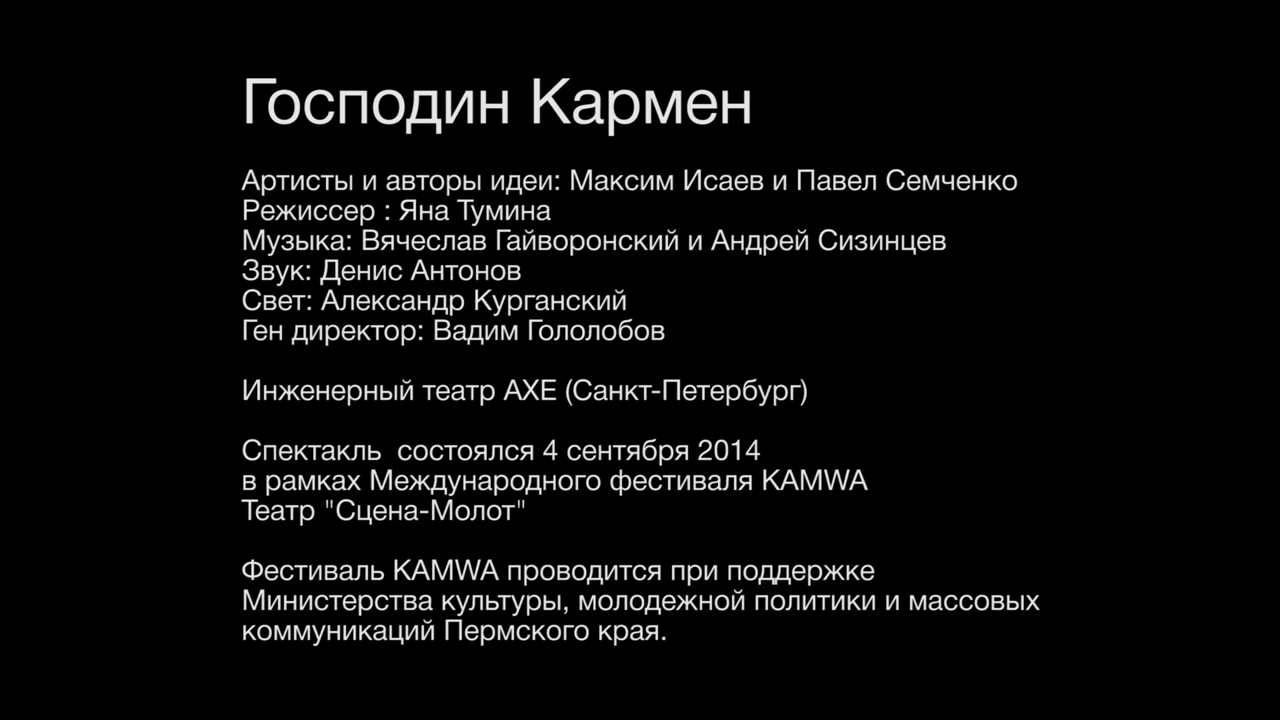 Господин Кармен
Артисты и авторы идеи: Максим Исаев и Павел Семченко
Режиссер : Яна Тумина
Музыка: Вячеслав Гайворонский и Андрей Сизинцев
Звук: Денис Антонов
Свет: Александр Курганский
Ген директор: Вадим Гололобов
Инженерный театр АХЕ (Санкт-Петербург)
Спектакль  состоялся 4 сентября 2014
в рамках Международного фестиваля KAMWA
Театр "Сцена-Молот"
Фестиваль KAMWA проводится при поддержке
Министерства культуры, молодежной политики и массовых
коммуникаций Пермского края.